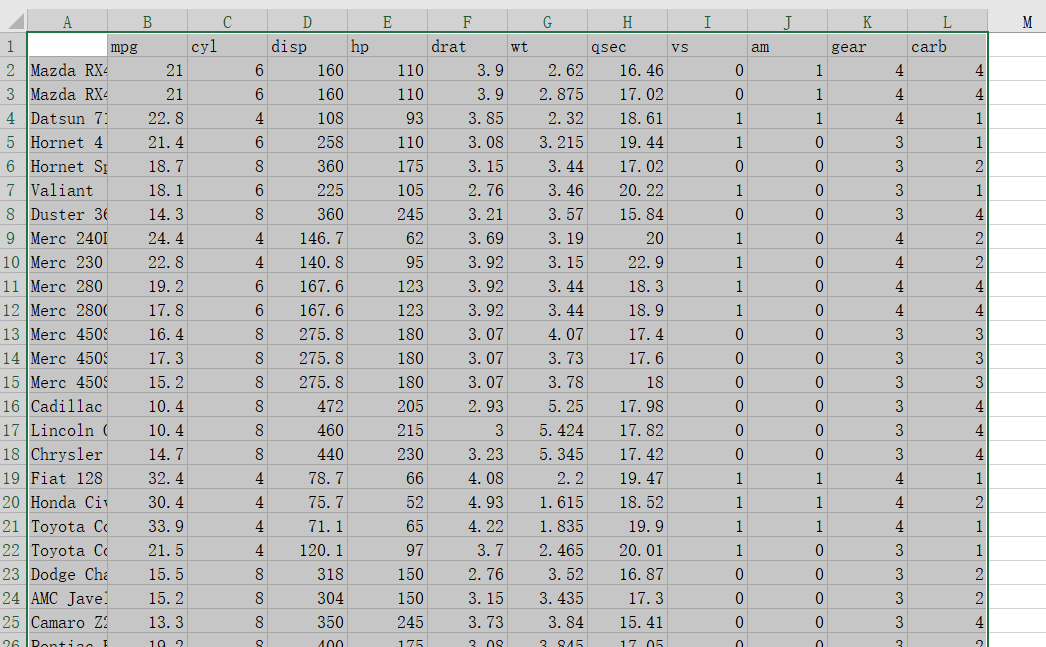 A B C D E F G H I J K L M
1 mpg cyl disp hp drat wt qsec vs am gear carb
2 Mazda RX4 21 6 160 110 3.9 2.62 16.46 0 1 4 4
3 Mazda RX4 21 6 160 110 3.9 2.875 17.02 0 1 4 4
4 Datsun 71 22.8 4 108 93 3.85 2.32 18.61 1 1 4 1
5 Hornet 4 21.4 6 258 110 3.08 3.215 19.44 1 0 3 1
6 Hornet Sp 18.7 8 360 175 3.15 3.44 17.02 0 0 3 2
7 Valiant 18.1 6 225 105 2.76 3.46 20.22 1 0 3 1
8 Duster 36 14.3 8 360 245 3.21 3.57 15.84 0 0 3 4
9 Merc 240D 24.4 4 146.7 62 3.69 3.19 20 1 0 4 2
10 Merc 230 22.8 4 140.8 95 3.92 3.15 22.9 1 0 4 2
11 Merc 280 19.2 6 167.6 123 3.92 3.44 18.3 1 0 4 4
12 Merc 280C 17.8 6 167.6 123 3.92 3.44 18.9 1 0 4 4
13 Merc 450S 16.4 8 275.8 180 3.07 4.07 17.4 0 0 3 3
14 Merc 450S 17.3 8 275.8 180 3.07 3.73 17.6 0 0 3 3
15 Merc 450S 15.2 8 275.8 180 3.07 3.78 18 0 0 3 3
16 Cadillac 10.4 8 472 205 2.93 5.25 17.98 0 0 3 4
17 Lincoln C 10.4 8 460 215 3 5.424 17.82 0 0 3 4
18 Chrysler 14.7 8 440 230 3.23 5.345 17.42 0 0 3 4
19 Fiat 128 32.4 4 78.7 66 4.08 2.2 19.47 1 1 4 1
20 Honda Civ 30.4 4 75.7 52 4.93 1.615 18.52 1 1 4 2
21 Toyota Co 33.9 4 71.1 65 4.22 1.835 19.9 1 1 4 1
22 Toyota Co 21.5 4 120.1 97 3.7 2.465 20.01 1 0 3 1
23 Dodge Cha 15.5 8 318 150 2.76 3.52 16.87 0 0 3 2
24 AMC Javel 15.2 8 304 150 3.15 3.435 17.3 0 0 3 2
25 Camaro Z2 13.3 8 350 245 3.73 3.84 15.41 0 0 3 4
26 Pontiac F 19.2 8 400 175 3.08 3.845 17.05 0 0 3 2